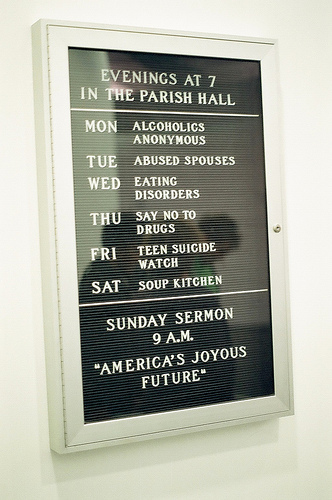 EVENINGS AT 7
IN THE PARISH HALL
MON ALCOHOLICS
ANONYMOUS
TUE ABUSED SPOUSES
WED EATING
DISORDERS
THU SAY NO TO
DRUGS
FRI TEEN SUICIDE
WATCH
SAT SOUP KITCHEN
SUNDAY SERMON
9 A.M.
"AMERICA'S JOYOUS
FUTURE"